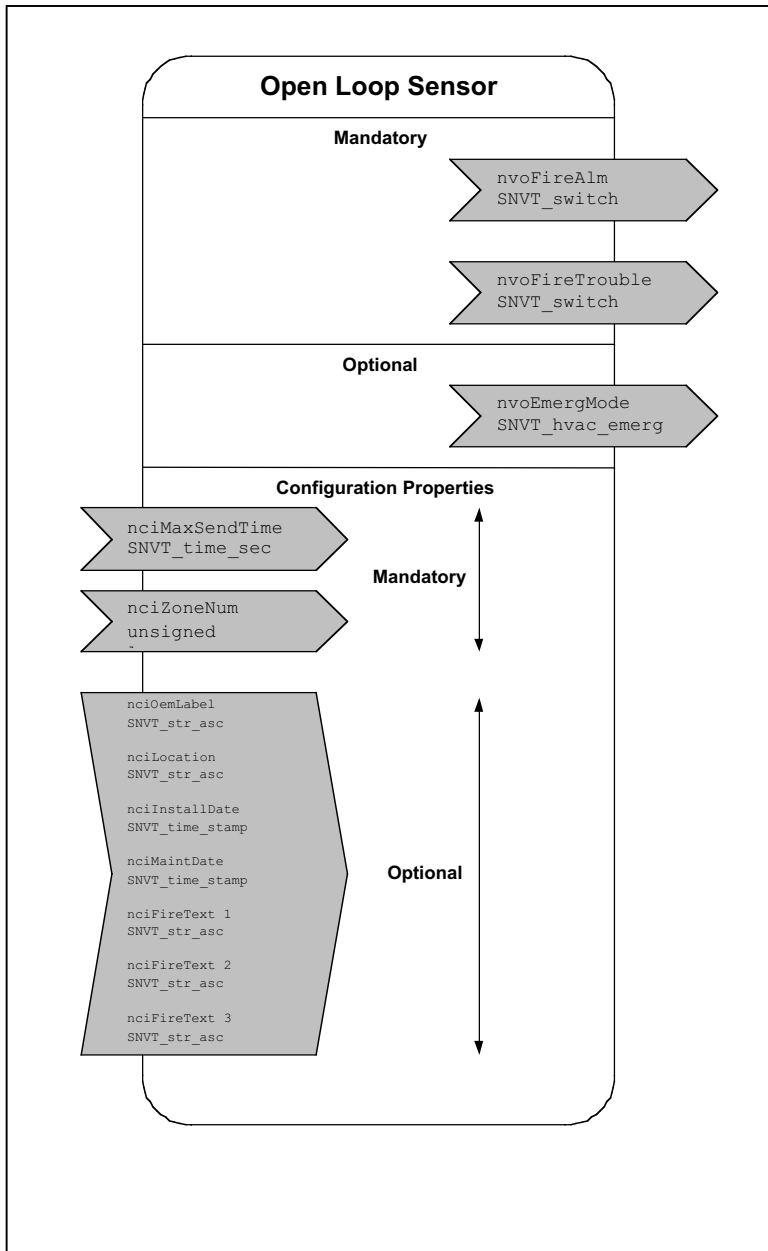 Open Loop Sensor
Mandatory
nvoFireAlm
SNVT_switch
nvoFireTrouble
SNVT_switch
Optional
nvoEmergMode
SNVT_hvac_emerg
Configuration Properties
nciMaxSendTime
SNVT_time_sec
Mandatory
nciZoneNum
unsigned
nciOemLabel
SNVT_str_asc
nciLocation
SNVT_str_asc
nciInstallDate
SNVT_time_stamp
nciMaintDate
SNVT_time_stamp
Optional
nciFireText 1
SNVT_str_asc
nciFireText 2
SNVT_str_asc
nciFireText 3
SNVT_str_asc